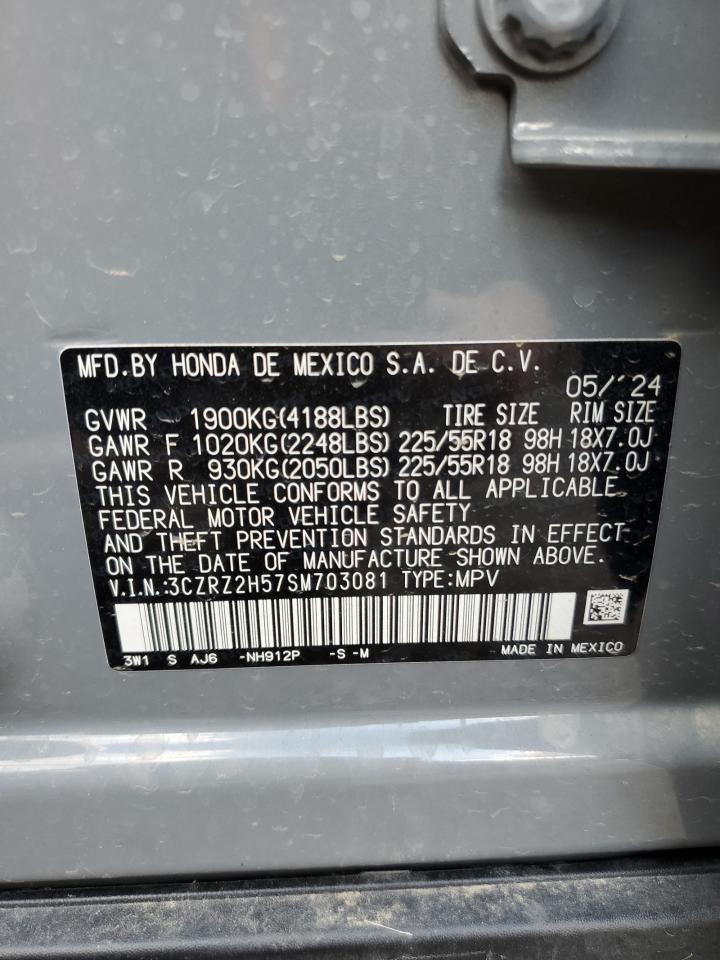 MFD.BY HONDA DE MEXICO S.A. DE C.V.
05/'24
GVWR 1900KG(4188LBS) TIRE SIZE RIM SIZE
GAWR F 1020KG(2248LBS) 225/55R18 98H 18X7.0J
GAWR R 930KG(2050LBS) 225/55R18 98H 18X7.0J
THIS VEHICLE CONFORMS TO ALL APPLICABLE
FEDERAL MOTOR VEHICLE SAFETY
AND THEFT PREVENTION STANDARDS IN EFFECT
ON THE DATE OF MANUFACTURE SHOWN ABOVE.
V.I.N.:3CZRZ2H57SM703081 TYPE:MPV
3W1 S AJ6 -NH912P -S -M MADE IN MEXICO